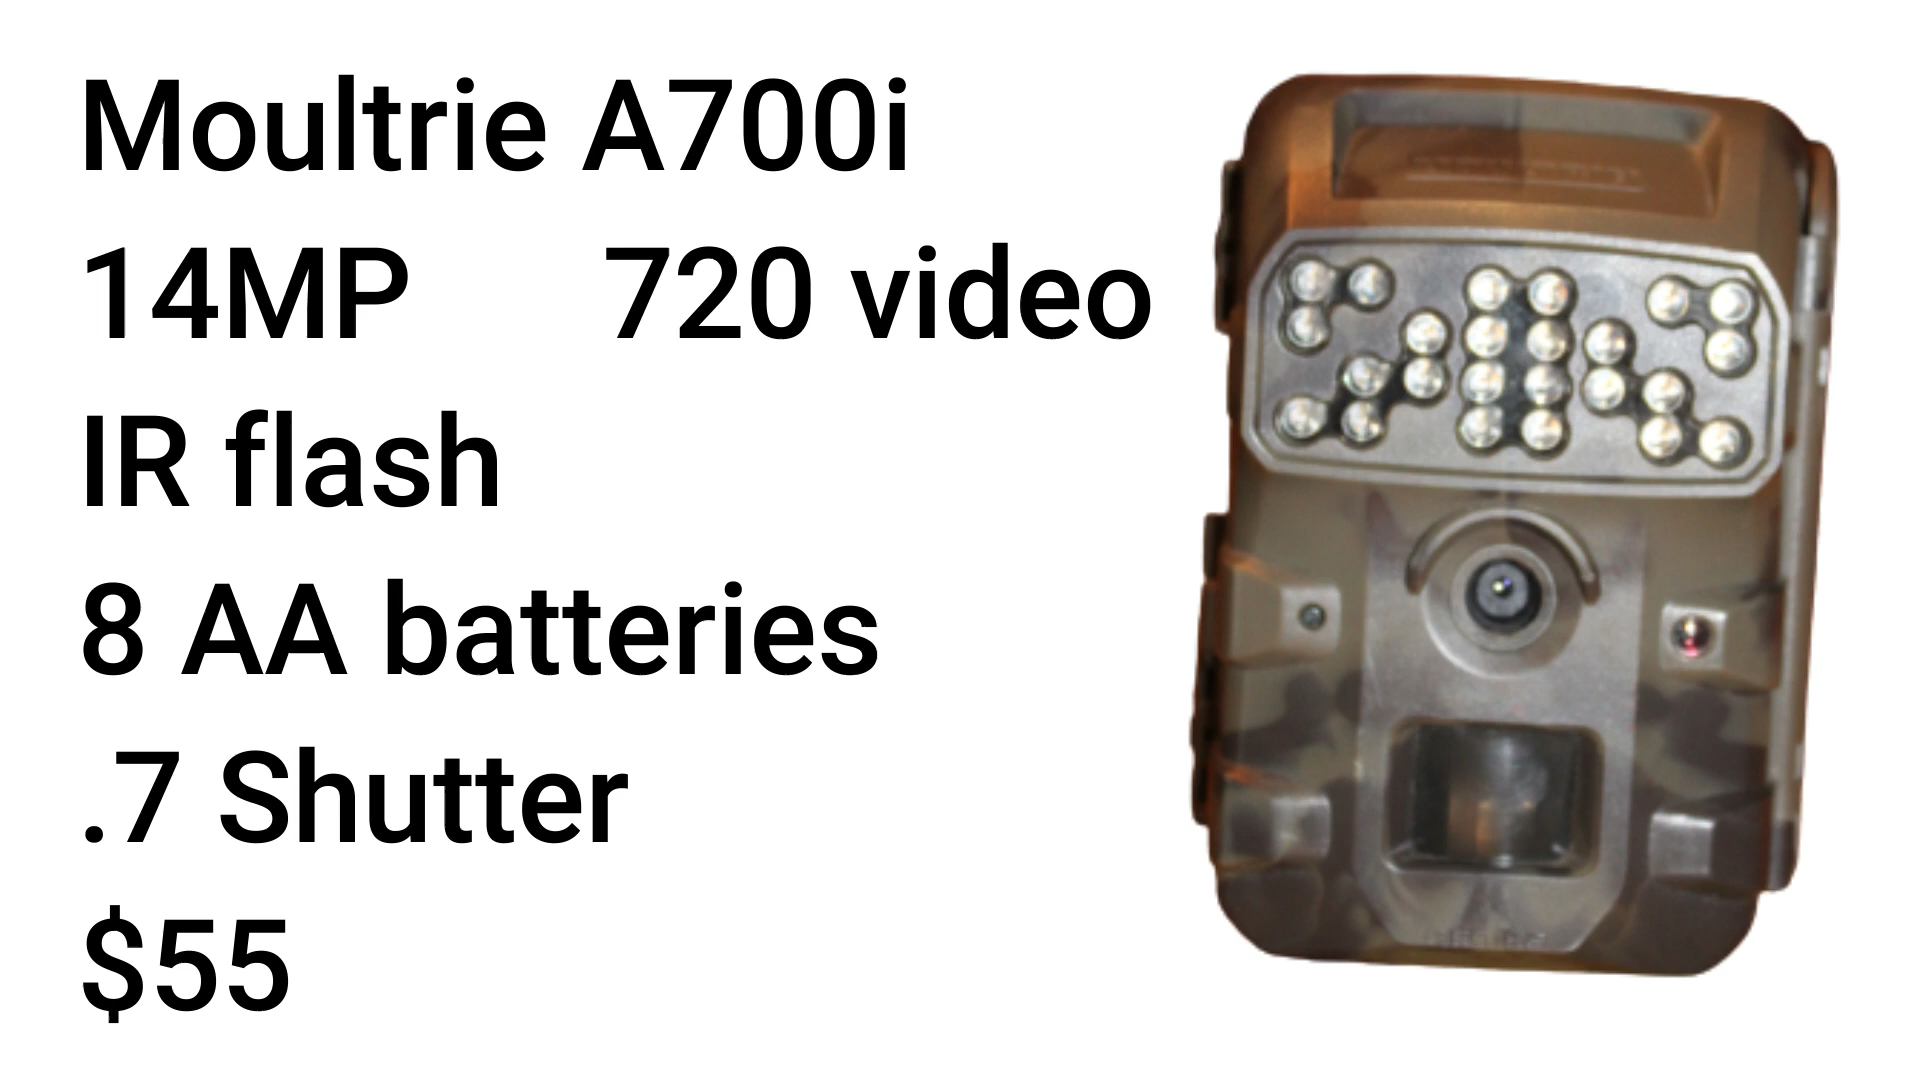 Moultrie A700i
14MP 720 video
IR flash
8 AA batteries
.7 Shutter
$55